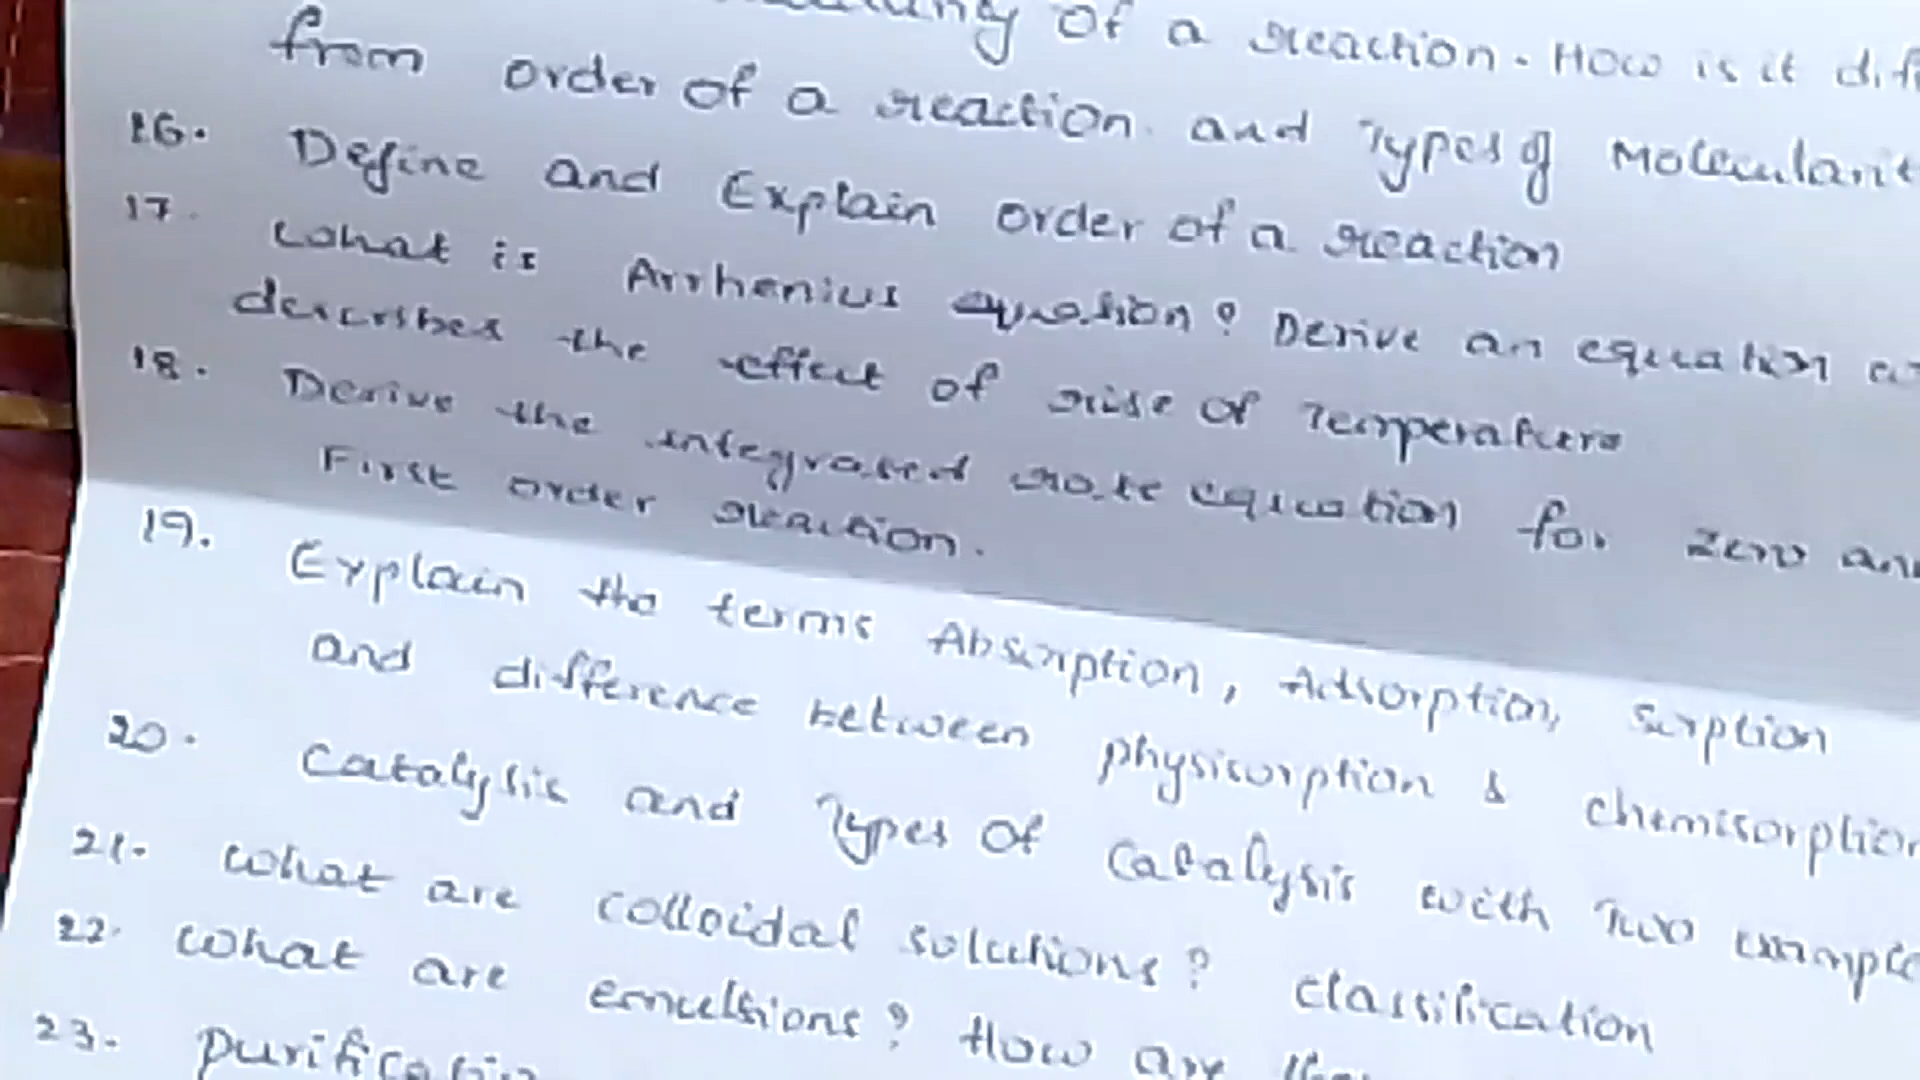 of a reaction. How is it
from order of a reaction. and Types of
16. Define and Explain order of a reaction
17. What is Arrhenius equation? Derive an equation
describes the effect of rise of Temperature
18. Derive the integrated rate equation for zero
First order reaction.
19. Explain the terms Absorption, Adsorption, sorption
and difference between physisorption & chemisorption
20. Catalysis and Types of Catalysis with Two
21. What are colloidal solutions? classification
22. What are emulsions? How are
23.